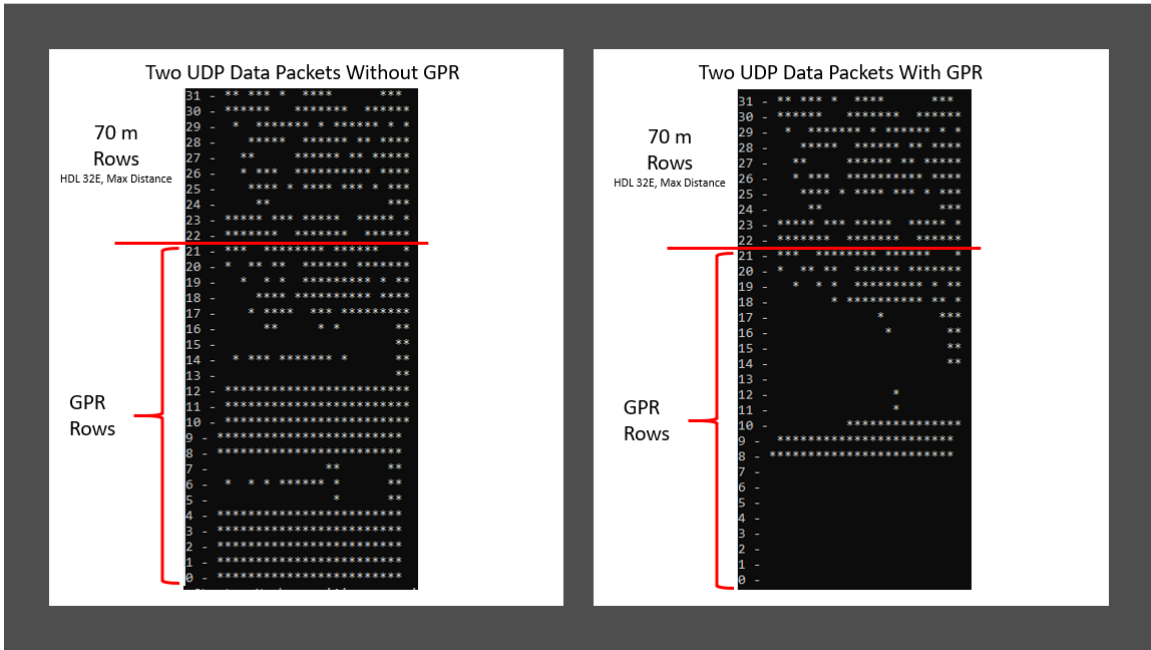 Two UDP Data Packets Without GPR
70 m
Rows
HDL 32E, Max Distance
GPR
Rows
31 - ** *** *  ****      ***
30 - ******   *******  ******
29 -  *  ******* * ****** * *
28 -    *****  ****** ** ****
27 -   **     ****** ** *****
26 -   * ***  ********** ****
25 -    **** * **** *** * ***
24 -     **               ***
23 - ***** *** *****  ***** *
22 - *****  *******  ******
21 - ***  ******** ******   *
20 - *  ** **  ****** *******
19 -   *  * *  ********* * **
18 -     **** ********** ****
17 -    * ****  *** *********
16 -      **     * *       **
15 -                       **
14 -  * *** ******* *      **
13 -                       **
12 - ************************
11 - ************************
10 - ************************
9 - ************************
8 - ************************
7 -               **      **
6 -  *  * * ****** *      **
5 -                *      **
4 - ************************
3 - ************************
2 - ************************
1 - ************************
0 - ************************
Two UDP Data Packets With GPR
70 m
Rows
HDL 32E, Max Distance
GPR
Rows
31 - ** *** *  ****      ***
30 - ******   *******  ******
29 -  *  ******* * ****** * *
28 -    *****  ****** ** ****
27 -   **     ****** ** *****
26 -   * ***  ********** ****
25 -    **** * **** *** * ***
24 -     **               ***
23 - ***** *** *****  ***** *
22 - *****  *******  ******
21 - ***  ******** ******   *
20 - *  ** **  ****** *******
19 -   *  * *  ********* * **
18 -        * ********** ** *
17 -              *       ***
16 -               *       **
15 -                       **
14 -                       **
13 -
12 -                *
11 -                *
10 -          ***************
9 -  ***********************
8 - ************************
7 -
6 -
5 -
4 -
3 -
2 -
1 -
0 -